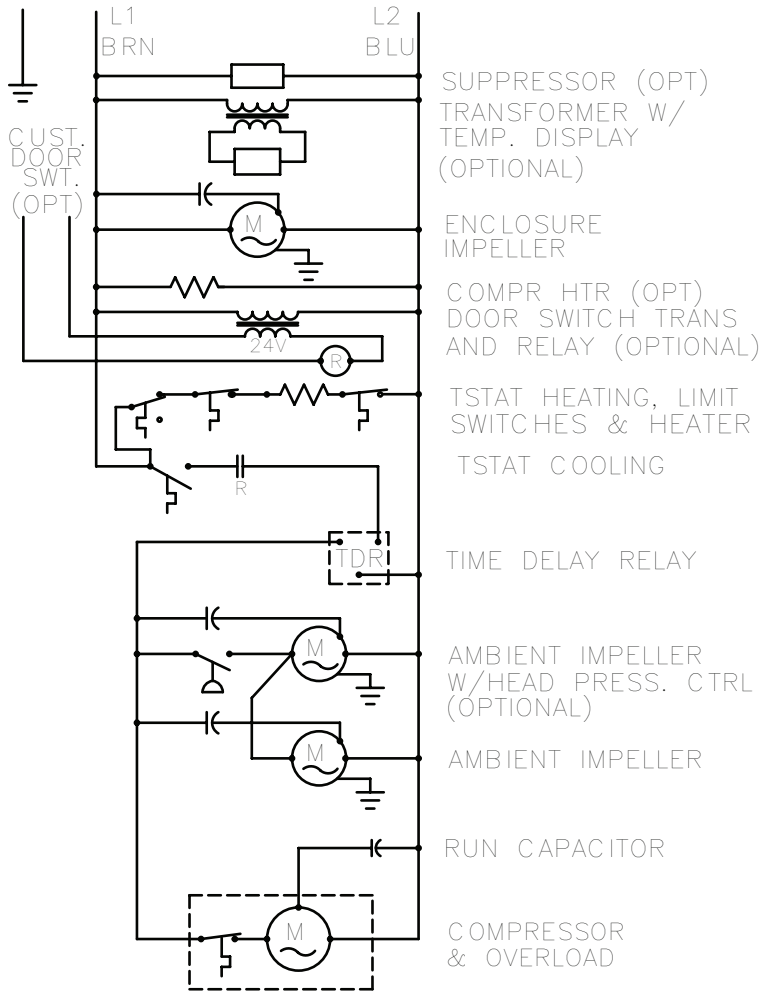 L1
L2
BRN
BLU
SUPPRESSOR (OPT)
TRANSFORMER W/
TEMP. DISPLAY
(OPTIONAL)
CUST.
DOOR
SWT.
(OPT)
M
ENCLOSURE
IMPELLER
COMPR HTR (OPT)
DOOR SWITCH TRANS
AND RELAY (OPTIONAL)
24V
R
TSTAT HEATING, LIMIT
SWITCHES & HEATER
TSTAT COOLING
R
TDR
TIME DELAY RELAY
M
AMBIENT IMPELLER
W/HEAD PRESS. CTRL
(OPTIONAL)
M
AMBIENT IMPELLER
RUN CAPACITOR
M
COMPRESSOR
& OVERLOAD